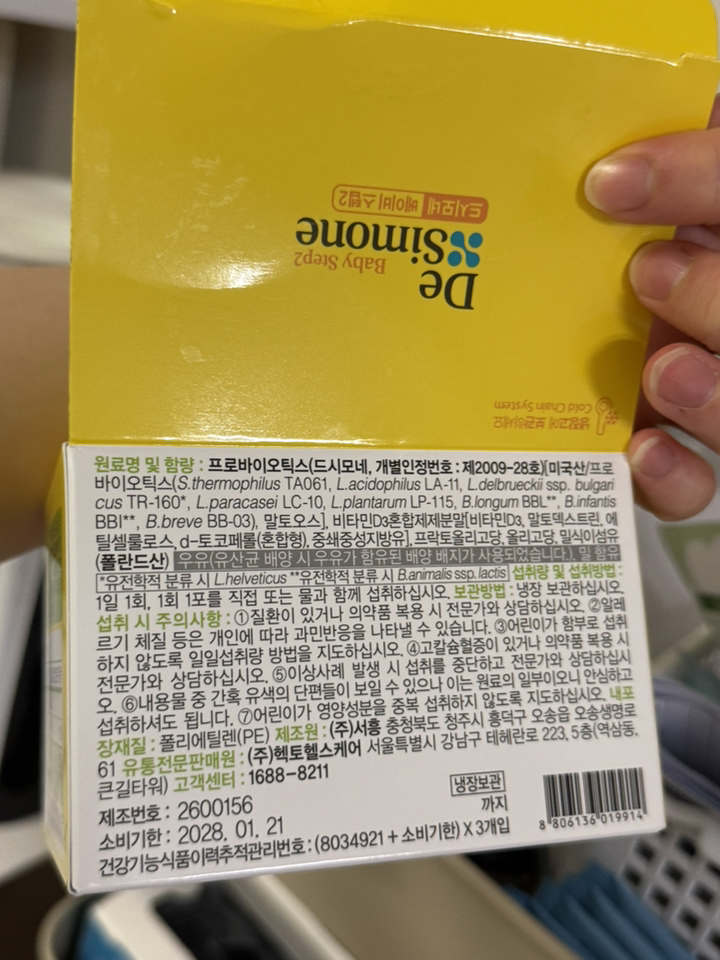 드시모네 베이비 스텝2
De
Simone
Baby Step2
냉장고에 보관하세요
Cold Chain System
원료명 및 함량 : 프로바이오틱스(드시모네, 개별인정번호 : 제2009-28호)[미국산/프로
바이오틱스(S.thermophilus TA061, L.acidophilus LA-11, L.delbrueckii ssp. bulgari
cus TR-160*, L.paracasei LC-10, L.plantarum LP-115, B.longum BBL**, B.infantis
BBI**, B.breve BB-03), 말토오스], 비타민D3혼합제제분말[비타민D3, 말토덱스트린, 에
틸셀룰로스, d-토코페롤(혼합형), 중쇄중성지방유], 프락토올리고당, 올리고당, 밀식이섬유
(폴란드산) 우유(유산균 배양 시 우유가 함유된 배양 배지가 사용되었습니다.), 밀 함유
*유전학적 분류 시 L.helveticus **유전학적 분류 시 B.animalis ssp. lactis 섭취량 및 섭취방법 :
1일 1회, 1회 1포를 직접 또는 물과 함께 섭취하십시오. 보관방법 : 냉장 보관하십시오.
섭취 시 주의사항 : ①질환이 있거나 의약품 복용 시 전문가와 상담하십시오. ②알레
르기 체질 등은 개인에 따라 과민반응을 나타낼 수 있습니다. ③어린이가 함부로 섭취
하지 않도록 일일섭취량 방법을 지도하십시오. ④고칼슘혈증이 있거나 의약품 복용 시
전문가와 상담하십시오. ⑤이상사례 발생 시 섭취를 중단하고 전문가와 상담하십시
오. ⑥내용물 중 간혹 유색의 단편들이 보일 수 있으나 이는 원료의 일부이오니 안심하고
섭취하셔도 됩니다. ⑦어린이가 영양성분을 중복 섭취하지 않도록 지도하십시오. 내포
장재질 : 폴리에틸렌(PE) 제조원 : (주)서흥 충청북도 청주시 흥덕구 오송읍 오송생명로
61 유통전문판매원 : (주)헥토헬스케어 서울특별시 강남구 테헤란로 223, 5층(역삼동,
큰길타워) 고객센터 : 1688-8211
냉장보관
제조번호 : 2600156
까지
소비기한 : 2028. 01. 21
건강기능식품이력추적관리번호 : (8034921 + 소비기한) X 3개입
8 806136 019914